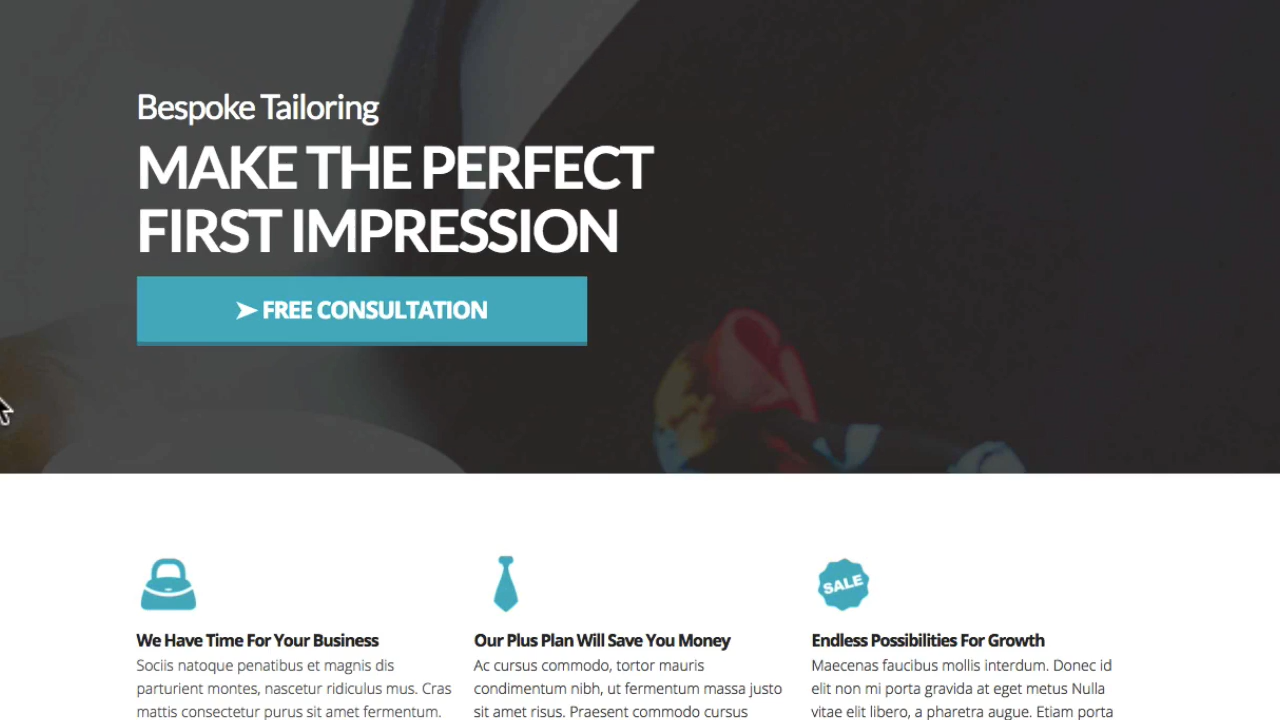 Bespoke Tailoring
MAKE THE PERFECT
FIRST IMPRESSION
➤ FREE CONSULTATION
SALE
We Have Time For Your Business
Sociis natoque penatibus et magnis dis
parturient montes, nascetur ridiculus mus. Cras
mattis consectetur purus sit amet fermentum.
Our Plus Plan Will Save You Money
Ac cursus commodo, tortor mauris
condimentum nibh, ut fermentum massa justo
sit amet risus. Praesent commodo cursus
Endless Possibilities For Growth
Maecenas faucibus mollis interdum. Donec id
elit non mi porta gravida at eget metus Nulla
vitae elit libero, a pharetra augue. Etiam porta